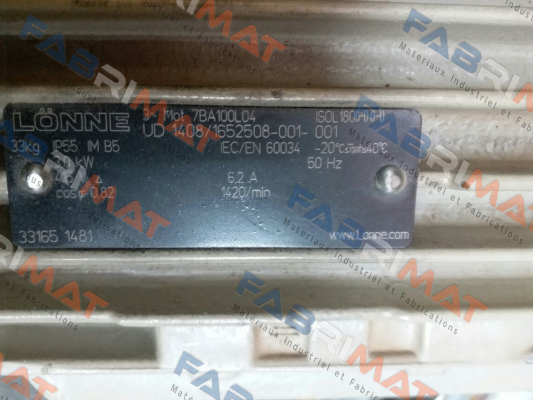 LÖNNE
Mot. 7BA100L04 ISOL 180(H)(H)
UD 1408/1652508-001- 001
33kg IP55 IM B5 IEC/EN 60034 -20°C≤Tamb≤40°C
kW 50 Hz
6.2 A
cosφ 0,82 1420/min
33165 1481 www.Lonne.com
FABRIMAT
Matériaux Industriel et Fabrications